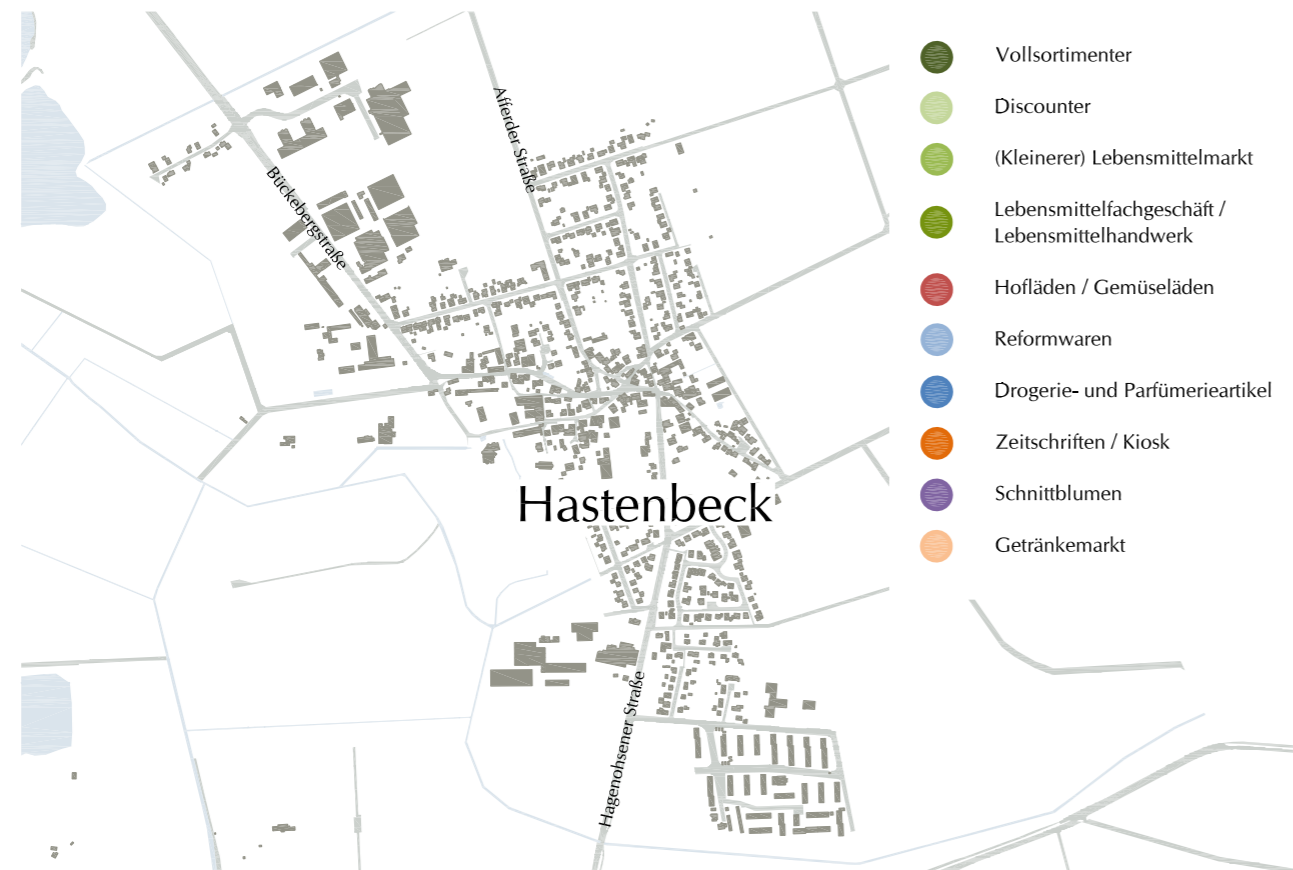 Afferder Straße
Bückebergstraße
Hastenbeck
Hagenohsener Straße
Vollsortimenter
Discounter
(Kleinerer) Lebensmittelmarkt
Lebensmittelfachgeschäft /
Lebensmittelhandwerk
Hofläden / Gemüseläden
Reformwaren
Drogerie- und Parfümerieartikel
Zeitschriften / Kiosk
Schnittblumen
Getränkemarkt